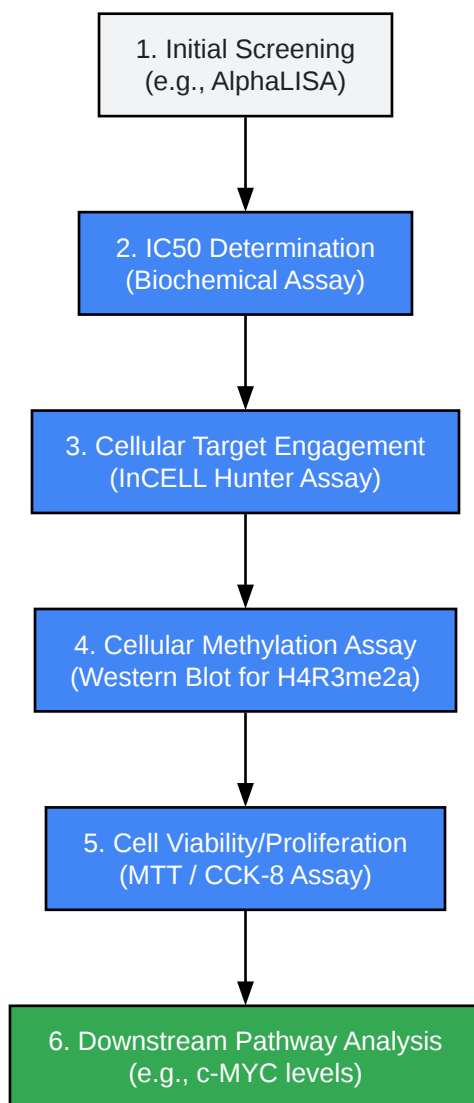 1. Initial Screening
(e.g., AlphaLISA)
2. IC50 Determination
(Biochemical Assay)
3. Cellular Target Engagement
(InCELL Hunter Assay)
4. Cellular Methylation Assay
(Western Blot for H4R3me2a)
5. Cell Viability/Proliferation
(MTT / CCK-8 Assay)
6. Downstream Pathway Analysis
(e.g., c-MYC levels)